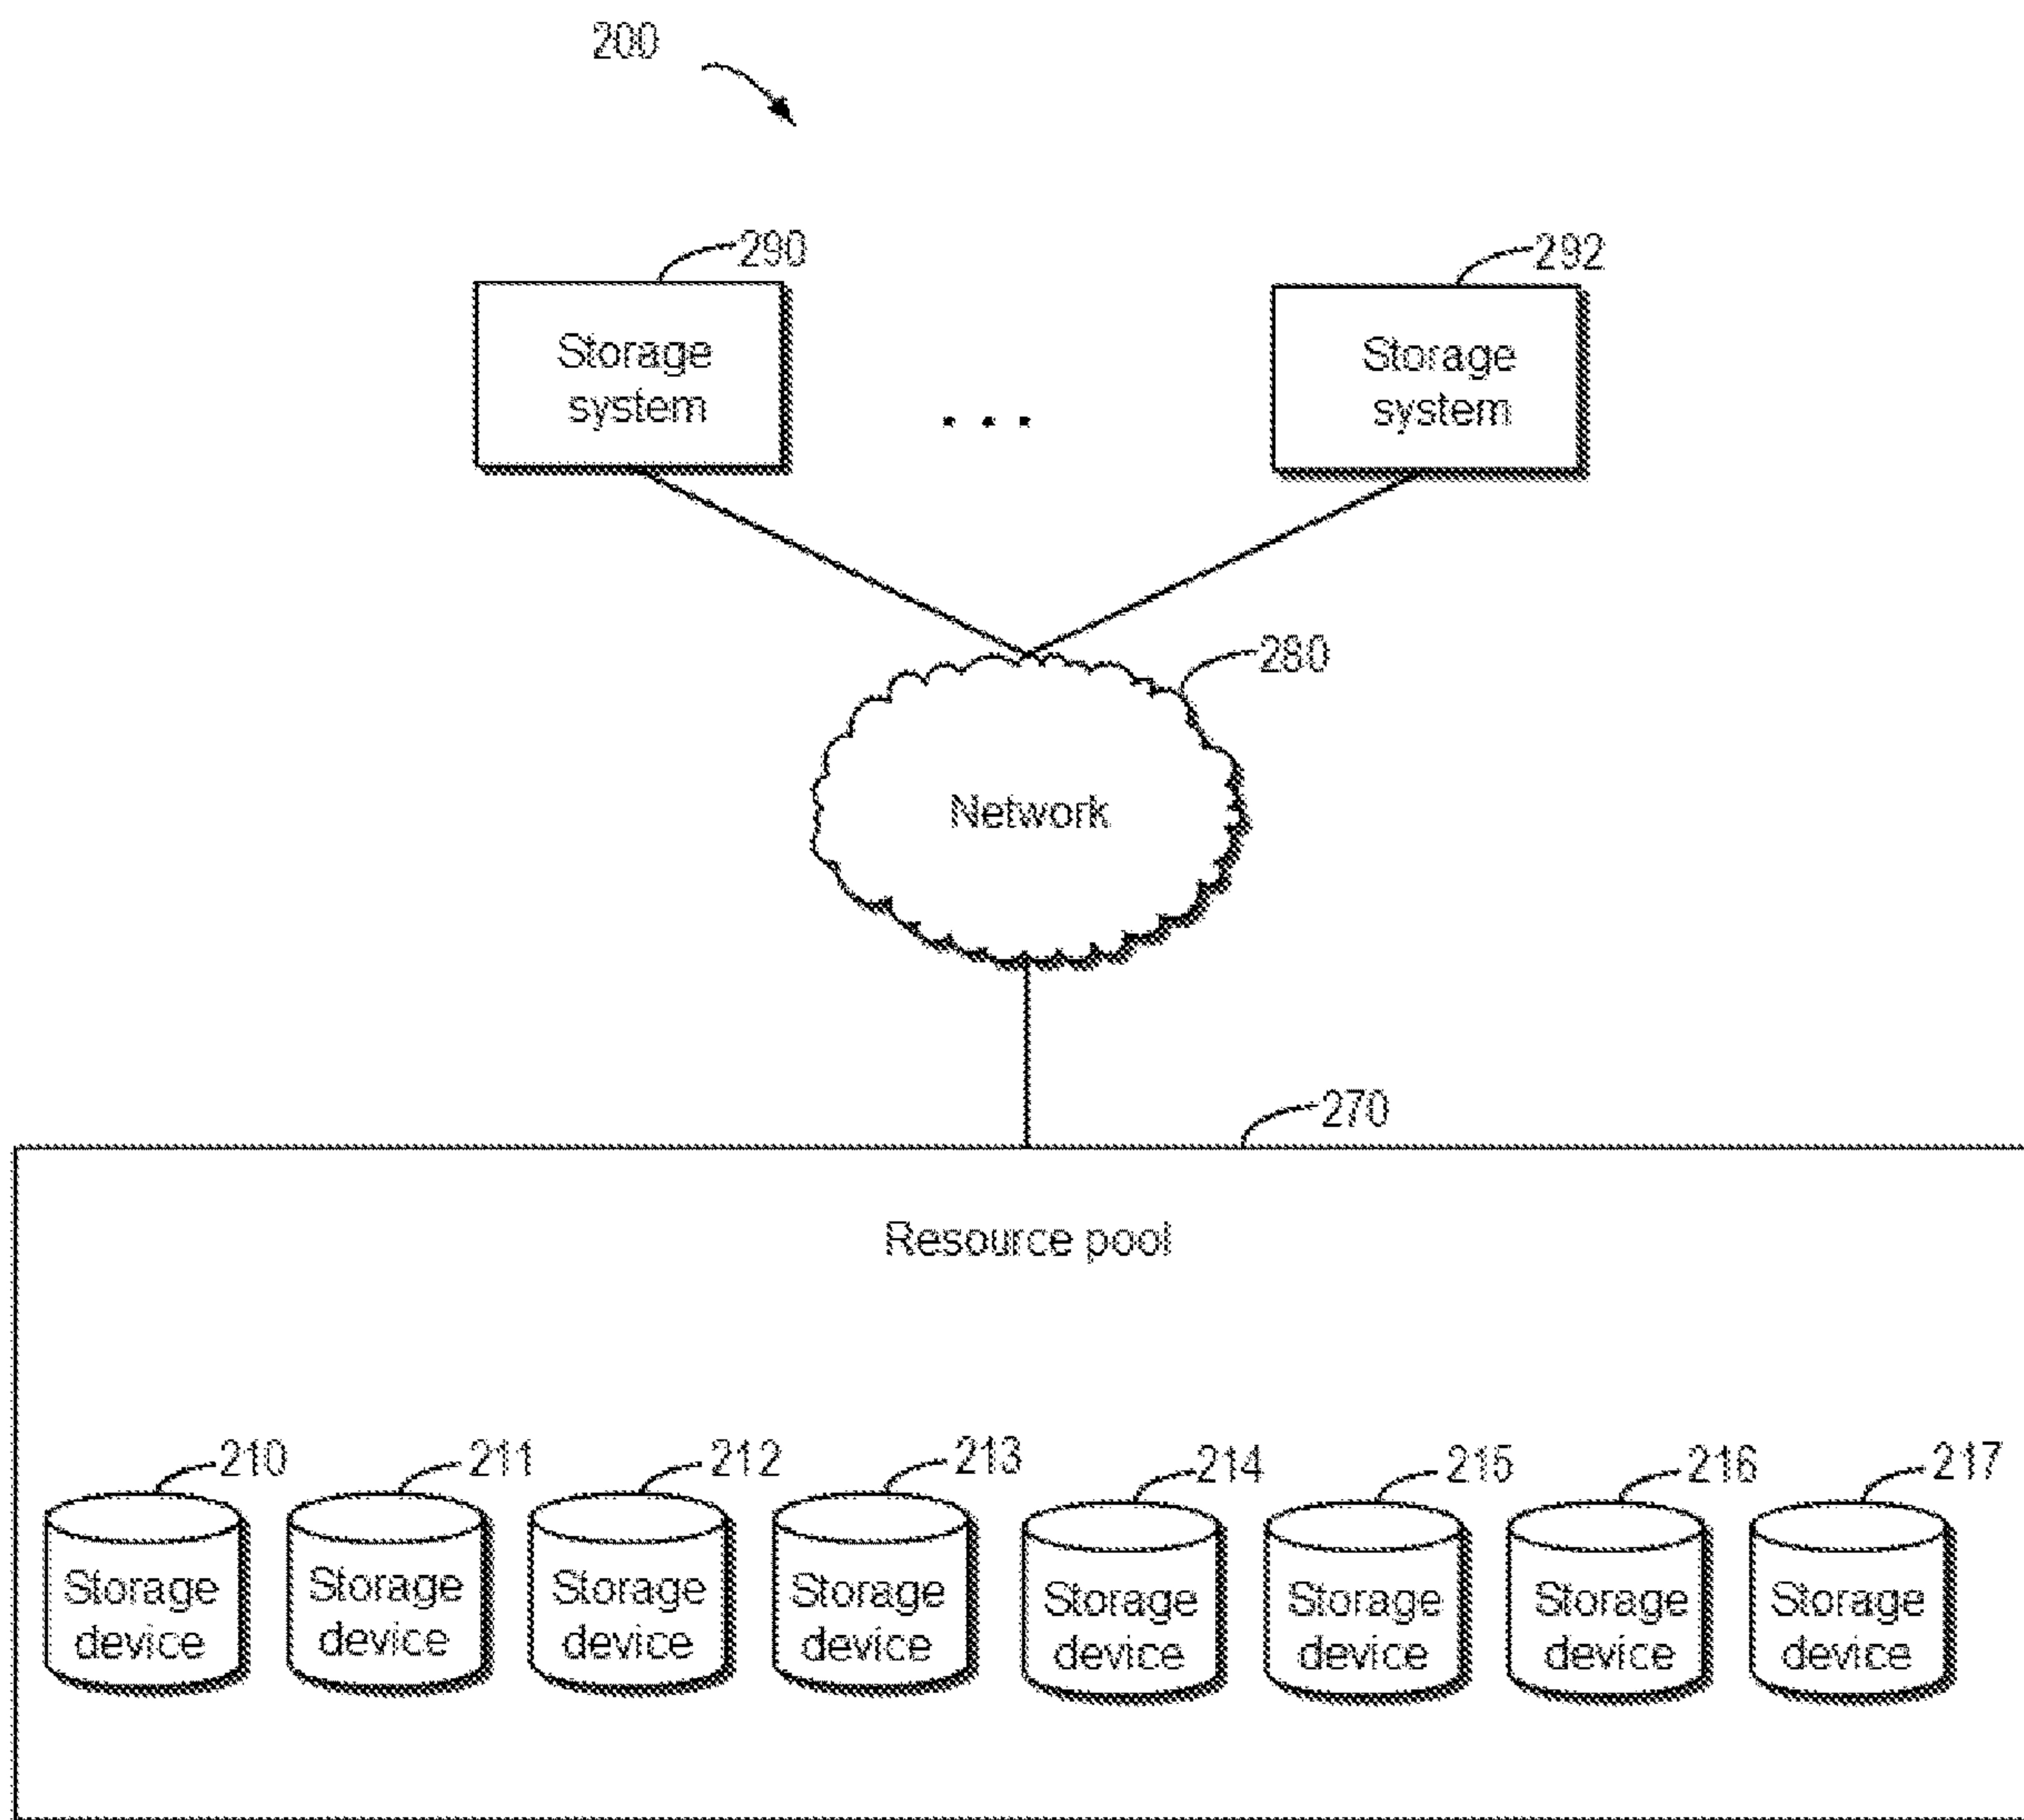 200
290
292
Storage
system
. . .
Storage
system
280
Network
270
Resource pool
210
211
212
213
214
215
216
217
Storage
device
Storage
device
Storage
device
Storage
device
Storage
device
Storage
device
Storage
device
Storage
device